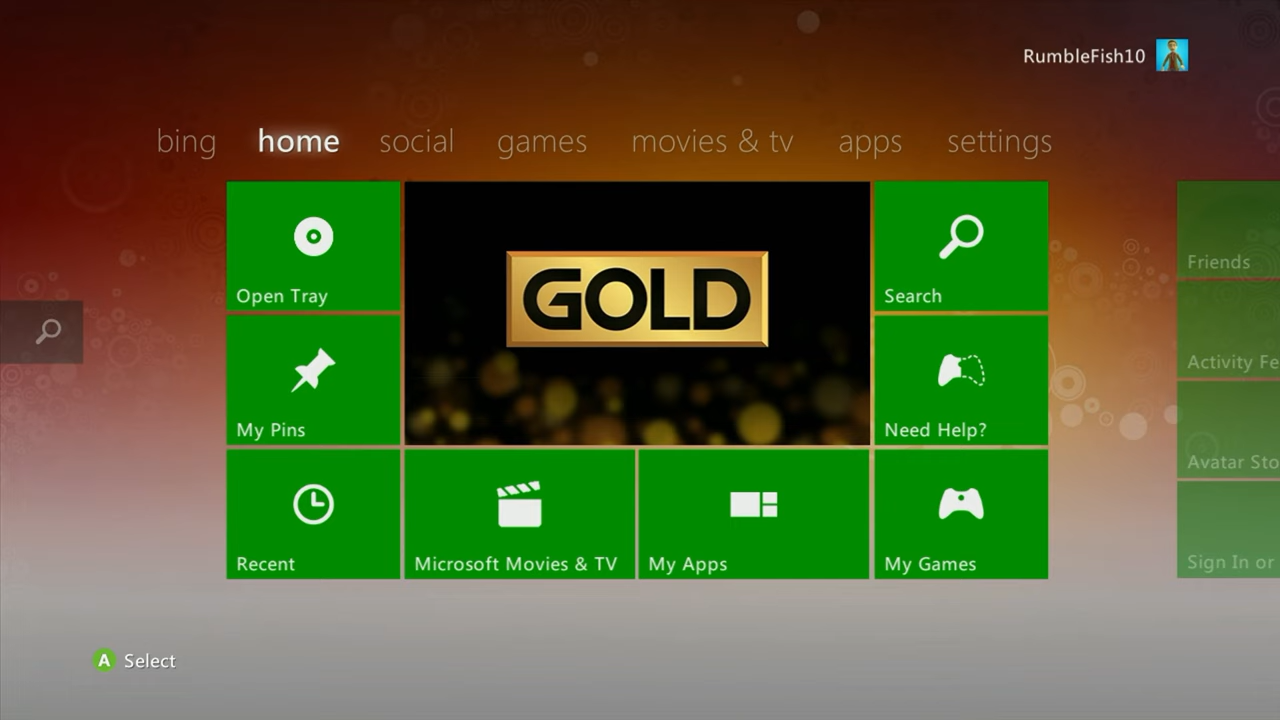 RumbleFish10
bing home social games movies & tv apps settings
Open Tray
GOLD
Search
Friends
My Pins
Need Help?
Activity Fe
Avatar Sto
Recent
Microsoft Movies & TV
My Apps
My Games
Sign In or
A Select